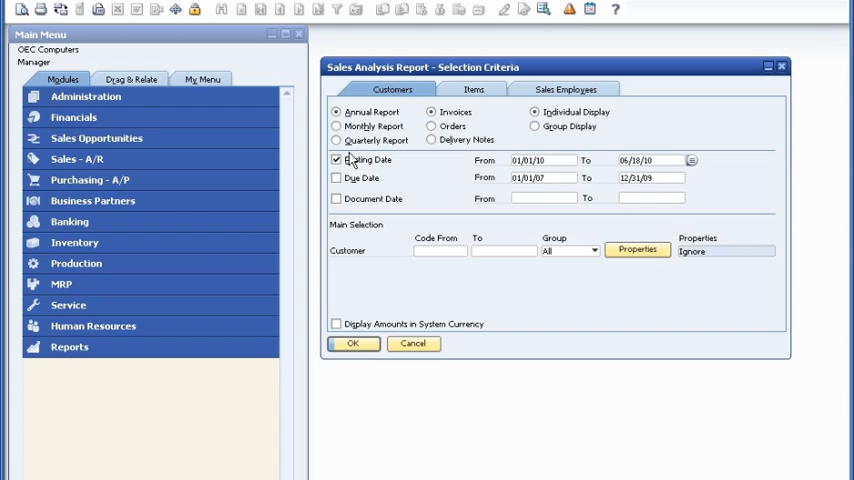 Main Menu
OEC Computers
Manager
Modules Drag & Relate My Menu
Administration
Financials
Sales Opportunities
Sales - A/R
Purchasing - A/P
Business Partners
Banking
Inventory
Production
MRP
Service
Human Resources
Reports
Sales Analysis Report - Selection Criteria
Customers Items Sales Employees
Annual Report Invoices Individual Display
Monthly Report Orders Group Display
Quarterly Report Delivery Notes
Posting Date From 01/01/10 To 06/18/10
Due Date From 01/01/07 To 12/31/09
Document Date From To
Main Selection
Code From To Group Properties
Customer All Properties Ignore
Display Amounts in System Currency
OK Cancel